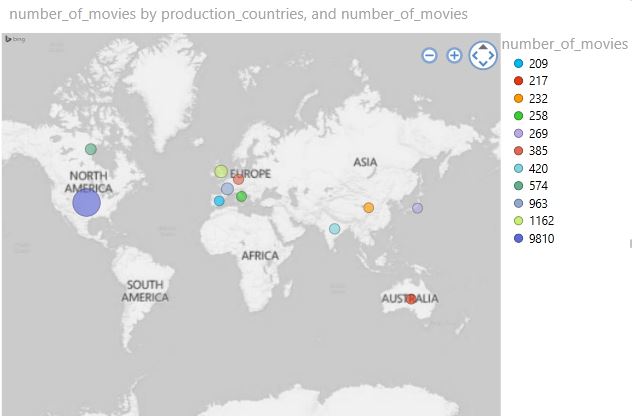 number_of_movies by production_countries, and number_of_movies
bing
number_of_movies
209
217
232
258
269
385
420
574
963
1162
9810
NORTH
AMERICA
EUROPE
ASIA
AFRICA
SOUTH
AMERICA
AUSTRALIA